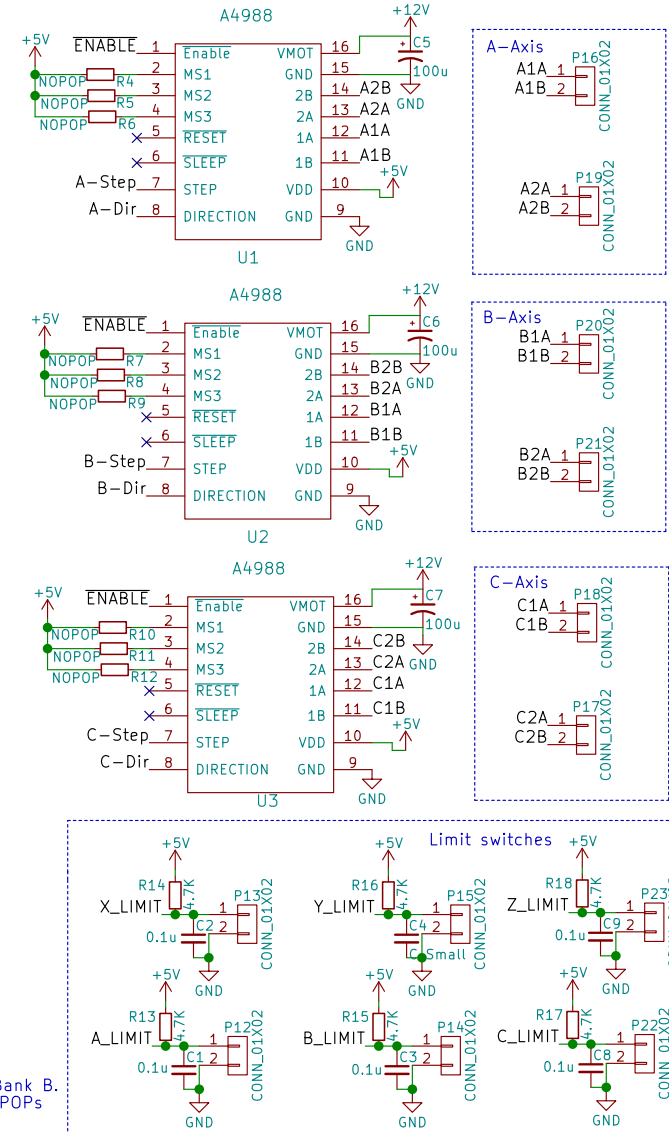 A4988
+12V
+5V
ENABLE
1 Enable VMOT 16
C5
A-Axis
P16
NOPOP R4
2 MS1 GND 15
100u
A1A 1
CONN_01X02
NOPOP R5
3 MS2 2B 14 A2B
GND
A1B 2
NOPOP R6
4 MS3 2A 13 A2A
5 RESET 1A 12 A1A
6 SLEEP 1B 11 A1B
+5V
P19
A-Step 7 STEP VDD 10
A2A 1
CONN_01X02
A-Dir 8 DIRECTION GND 9
A2B 2
GND
U1
A4988
+12V
+5V
ENABLE
1 Enable VMOT 16
C6
B-Axis
P20
NOPOP R7
2 MS1 GND 15
100u
B1A 1
CONN_01X02
NOPOP R8
3 MS2 2B 14 B2B
GND
B1B 2
NOPOP R9
4 MS3 2A 13 B2A
5 RESET 1A 12 B1A
6 SLEEP 1B 11 B1B
+5V
P21
B-Step 7 STEP VDD 10
B2A 1
CONN_01X02
B-Dir 8 DIRECTION GND 9
B2B 2
GND
U2
A4988
+12V
+5V
ENABLE
1 Enable VMOT 16
C7
C-Axis
P18
NOPOP R10
2 MS1 GND 15
100u
C1A 1
CONN_01X02
NOPOP R11
3 MS2 2B 14 C2B
GND
C1B 2
NOPOP R12
4 MS3 2A 13 C2A
5 RESET 1A 12 C1A
6 SLEEP 1B 11 C1B
+5V
P17
C-Step 7 STEP VDD 10
C2A 1
CONN_01X02
C-Dir 8 DIRECTION GND 9
C2B 2
GND
U3
Limit switches
+5V
R14 4.7K
P13
X_LIMIT 1
C2 2
0.1u
CONN_01X02
GND
+5V
R16 4.7K
P15
Y_LIMIT 1
C4 2
C_Small
CONN_01X02
GND
+5V
R18 4.7K
P23
Z_LIMIT 1
C9 2
0.1u
GND
+5V
R13 4.7K
P12
A_LIMIT 1
C1 2
0.1u
CONN_01X02
GND
+5V
R15 4.7K
P14
B_LIMIT 1
C3 2
0.1u
CONN_01X02
GND
+5V
R17 4.7K
P22
C_LIMIT 1
C8 2
0.1u
CONN_01X02
GND
Bank B.
POPs